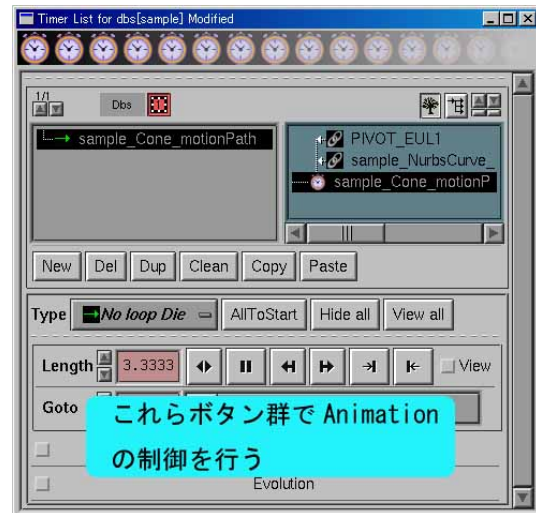 Timer List for dbs[sample] Modified
1/1
Dbs
sample_Cone_motionPath
PIVOT_EUL1
sample_NurbsCurve_
sample_Cone_motionP
New Del Dup Clean Copy Paste
Type No loop Die AllToStart Hide all View all
Length 3.3333 View
Goto
これらボタン群で Animation
の制御を行う
Evolution